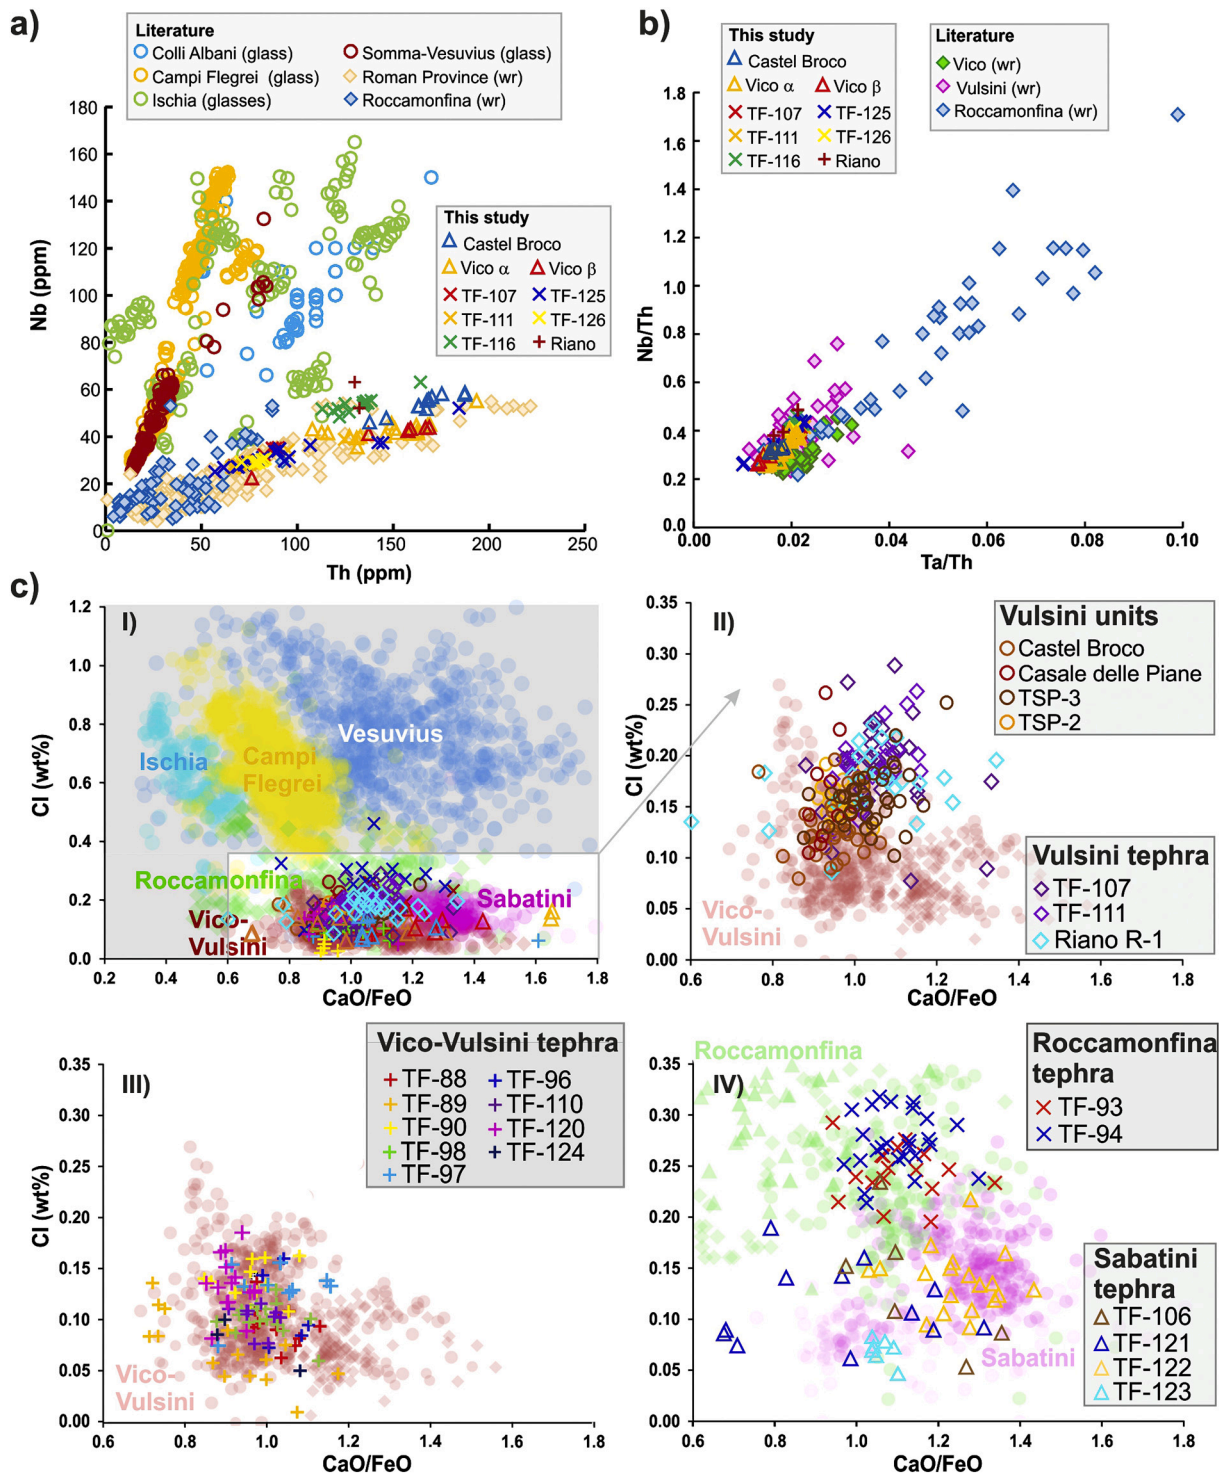 a)
Literature
Colli Albani (glass)
Somma-Vesuvius (glass)
Campi Flegrei (glass)
Roman Province (wr)
Ischia (glasses)
Roccamonfina (wr)
180
160
140
120
100
80
60
40
20
0
Nb (ppm)
This study
Castel Broco
Vico α
Vico β
TF-107
TF-125
TF-111
TF-126
TF-116
Riano
0
50
100
150
200
250
Th (ppm)
b)
This study
Castel Broco
Vico α
Vico β
TF-107
TF-125
TF-111
TF-126
TF-116
Riano
Literature
Vico (wr)
Vulsini (wr)
Roccamonfina (wr)
1.8
1.6
1.4
1.2
1.0
0.8
0.6
0.4
0.2
0.0
Nb/Th
0.00
0.02
0.04
0.06
0.08
0.10
Ta/Th
c)
I)
1.2
1.0
0.8
0.6
0.4
0.2
0.0
Cl (wt%)
Vesuvius
Ischia
Campi
Flegrei
Roccamonfina
Sabatini
Vico-
Vulsini
0.2
0.4
0.6
0.8
1.0
1.2
1.4
1.6
1.8
CaO/FeO
II)
0.35
0.30
0.25
0.20
0.15
0.10
0.05
0.00
Cl (wt%)
Vulsini units
Castel Broco
Casale delle Piane
TSP-3
TSP-2
Vulsini tephra
TF-107
TF-111
Riano R-1
Vico-
Vulsini
0.6
0.8
1.0
1.2
1.4
1.6
1.8
CaO/FeO
III)
0.35
0.30
0.25
0.20
0.15
0.10
0.05
0.00
Cl (wt%)
Vico-Vulsini tephra
TF-88
TF-96
TF-89
TF-110
TF-90
TF-120
TF-98
TF-124
TF-97
Vico-
Vulsini
0.6
0.8
1.0
1.2
1.4
1.6
1.8
CaO/FeO
IV)
Roccamonfina
0.35
0.30
0.25
0.20
0.15
0.10
0.05
0.00
Roccamonfina
tephra
TF-93
TF-94
Sabatini
tephra
TF-106
TF-121
TF-122
TF-123
Sabatini
0.6
0.8
1.0
1.2
1.4
1.6
1.8
CaO/FeO